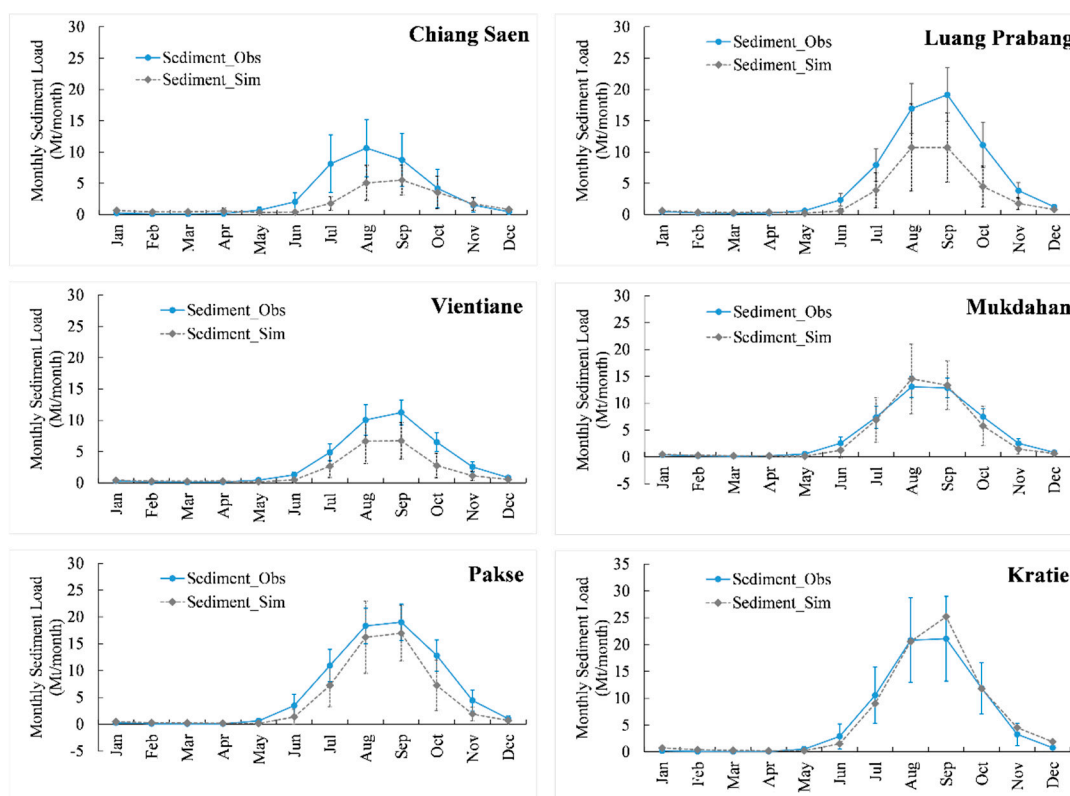 Chiang Saen
Sediment_Obs
Sediment_Sim
Monthly Sediment Load
(Mt/month)
30
25
20
15
10
5
0
Jan Feb Mar Apr May Jun Jul Aug Sep Oct Nov Dec
Luang Prabang
Sediment_Obs
Sediment_Sim
Monthly Sediment Load
(Mt/month)
30
25
20
15
10
5
0
Jan Feb Mar Apr May Jun Jul Aug Sep Oct Nov Dec
Vientiane
Sediment_Obs
Sediment_Sim
Monthly Sediment Load
(Mt/month)
30
25
20
15
10
5
0
Jan Feb Mar Apr May Jun Jul Aug Sep Oct Nov Dec
Mukdahan
Sediment_Obs
Sediment_Sim
Monthly Sediment Load
(Mt/month)
30
25
20
15
10
5
0
-5
Jan Feb Mar Apr May Jun Jul Aug Sep Oct Nov Dec
Pakse
Sediment_Obs
Sediment_Sim
Monthly Sediment Load
(Mt/month)
30
25
20
15
10
5
0
-5
Jan Feb Mar Apr May Jun Jul Aug Sep Oct Nov Dec
Kratie
Sediment_Obs
Sediment_Sim
Monthly Sediment Load
(Mt/month)
35
30
25
20
15
10
5
0
Jan Feb Mar Apr May Jun Jul Aug Sep Oct Nov Dec